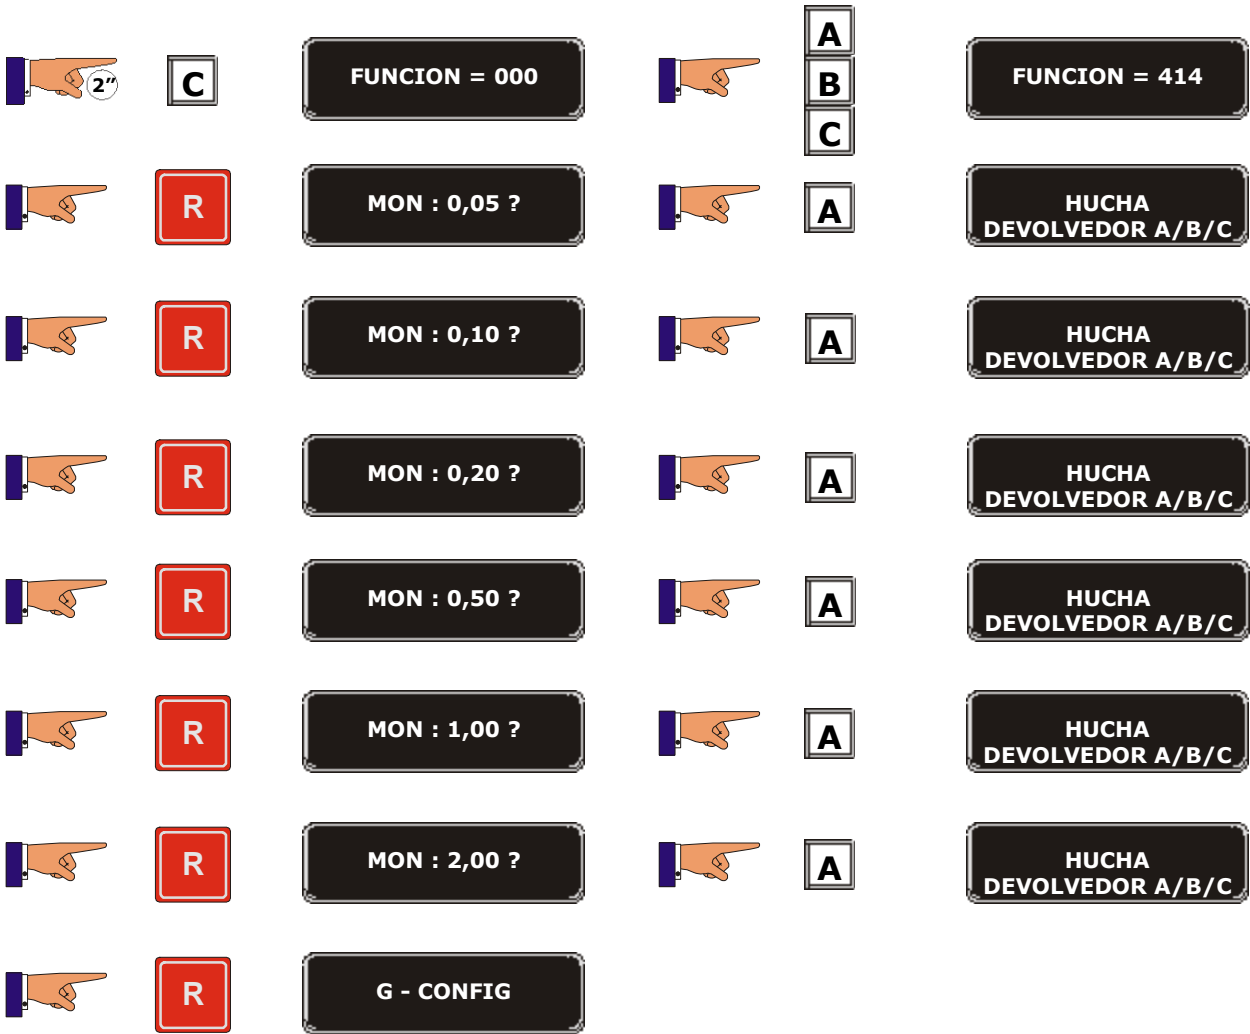 2”
C
FUNCION = 000
A
B
C
FUNCION = 414
R
MON : 0,05 ?
A
HUCHA
DEVOLVEDOR A/B/C
R
MON : 0,10 ?
A
HUCHA
DEVOLVEDOR A/B/C
R
MON : 0,20 ?
A
HUCHA
DEVOLVEDOR A/B/C
R
MON : 0,50 ?
A
HUCHA
DEVOLVEDOR A/B/C
R
MON : 1,00 ?
A
HUCHA
DEVOLVEDOR A/B/C
R
MON : 2,00 ?
A
HUCHA
DEVOLVEDOR A/B/C
R
G - CONFIG